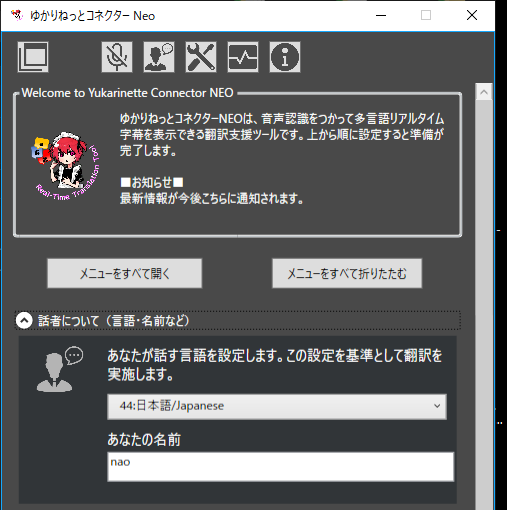 ゆかりねっとコネクター Neo
Welcome to Yukarinette Connector NEO
ゆかりねっとコネクターNEOは、音声認識をつかって多言語リアルタイム
字幕を表示できる翻訳支援ツールです。上から順に設定すると準備が
完了します。
■お知らせ■
最新情報が今後こちらに通知されます。
Real-Time Translation Tool
メニューをすべて開く
メニューをすべて折りたたむ
話者について（言語・名前など）
あなたが話す言語を設定します。この設定を基準として翻訳を
実施します。
44:日本語/Japanese
あなたの名前
nao